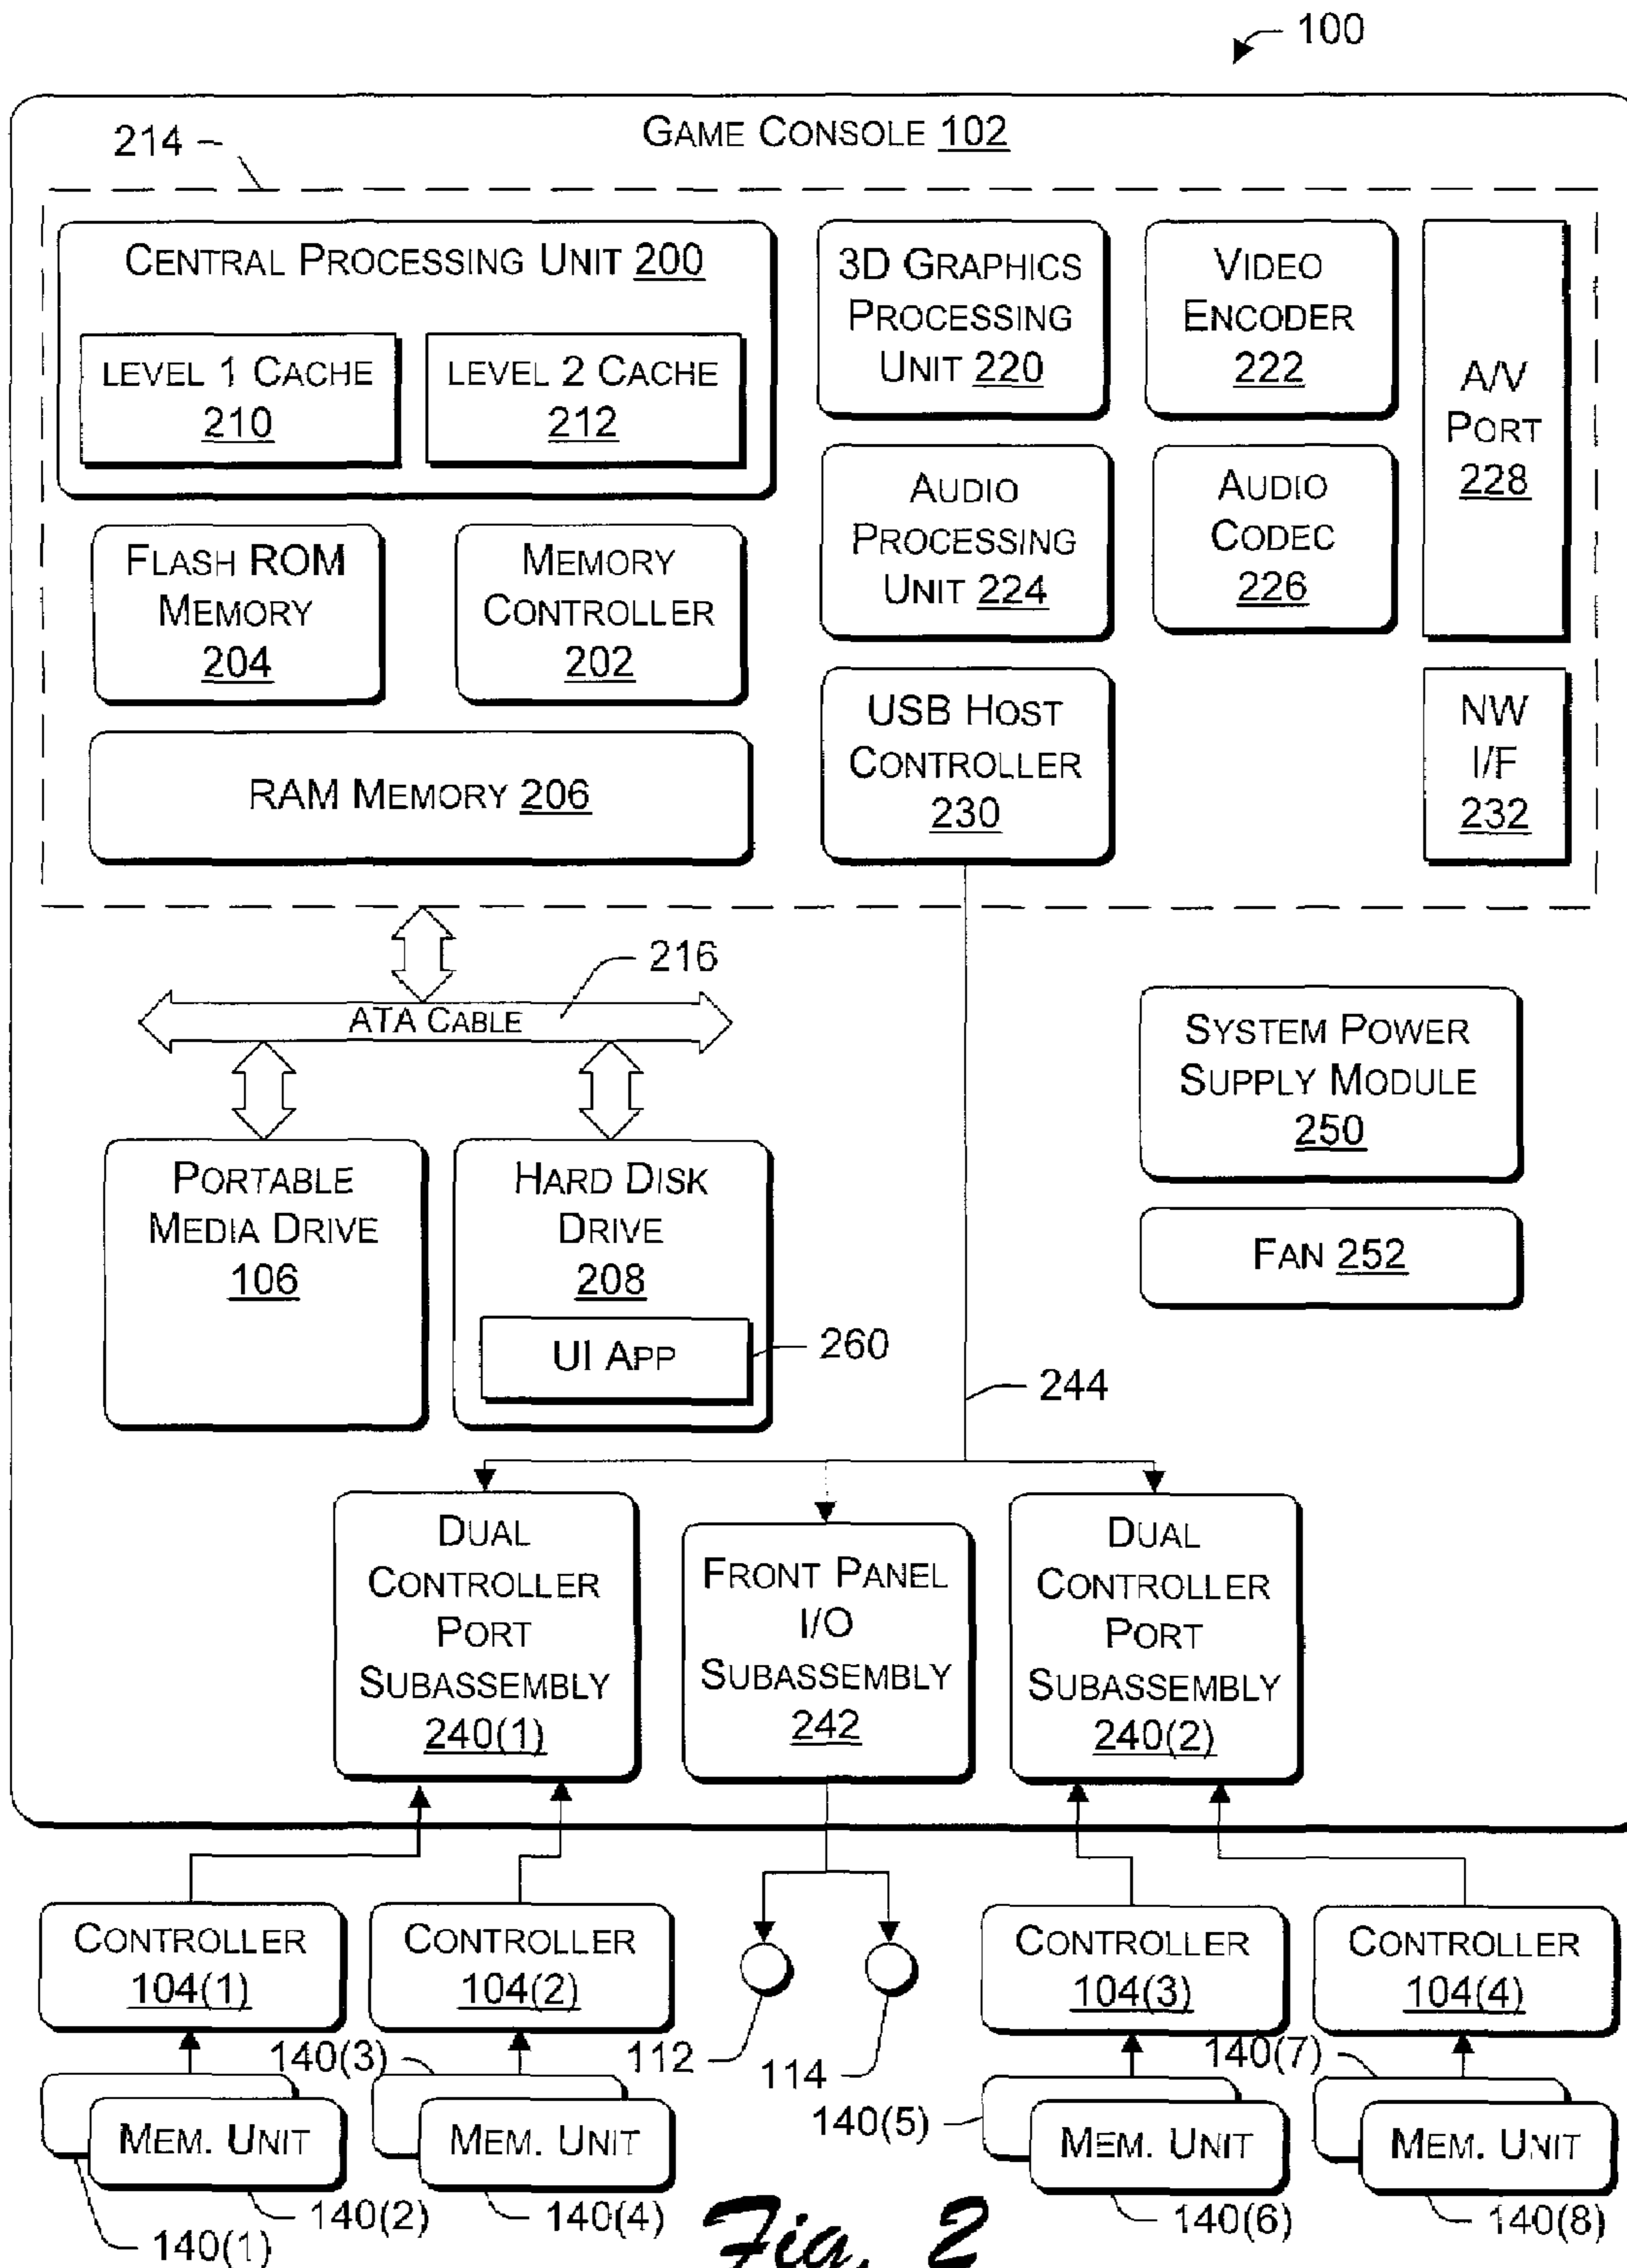 100
GAME CONSOLE 102
214
CENTRAL PROCESSING UNIT 200
LEVEL 1 CACHE
210
LEVEL 2 CACHE
212
3D GRAPHICS
PROCESSING
UNIT 220
VIDEO
ENCODER
222
A/V
PORT
228
FLASH ROM
MEMORY
204
MEMORY
CONTROLLER
202
AUDIO
PROCESSING
UNIT 224
AUDIO
CODEC
226
RAM MEMORY 206
USB HOST
CONTROLLER
230
NW
I/F
232
216
ATA CABLE
SYSTEM POWER
SUPPLY MODULE
250
PORTABLE
MEDIA DRIVE
106
HARD DISK
DRIVE
208
UI APP
260
FAN 252
244
DUAL
CONTROLLER
PORT
SUBASSEMBLY
240(1)
FRONT PANEL
I/O
SUBASSEMBLY
242
DUAL
CONTROLLER
PORT
SUBASSEMBLY
240(2)
CONTROLLER
104(1)
CONTROLLER
104(2)
CONTROLLER
104(3)
CONTROLLER
104(4)
140(3)
112
114
140(7)
140(5)
MEM. UNIT
MEM. UNIT
MEM. UNIT
MEM. UNIT
140(1)
140(2)
140(4)
140(6)
140(8)
Fig. 2